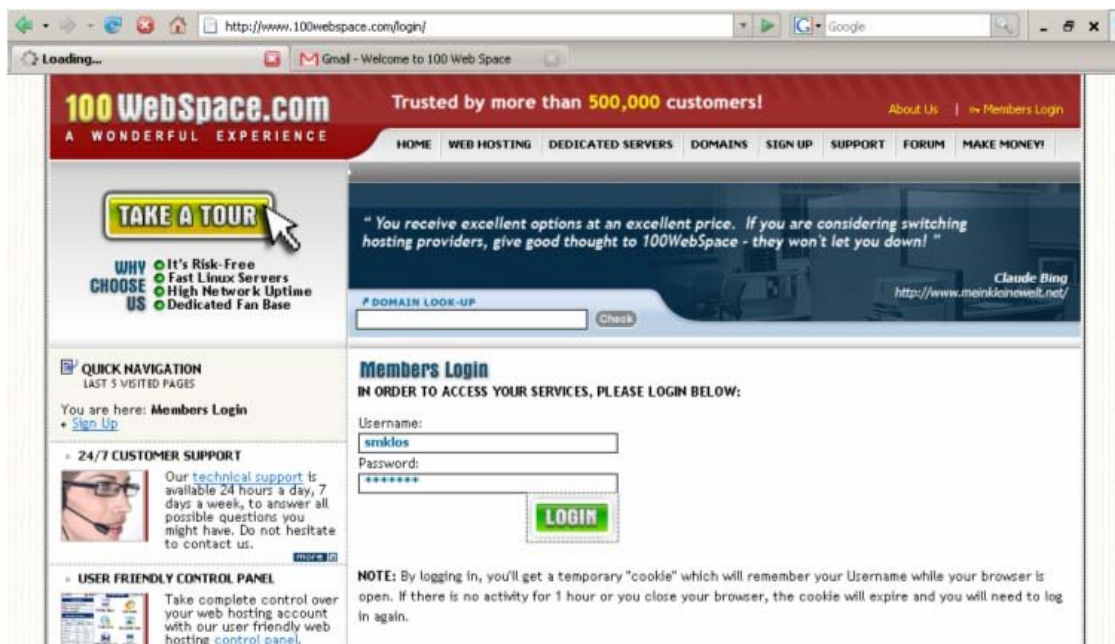 http://www.100webspace.com/login/
Google
Loading...
Gmail - Welcome to 100 Web Space
100 WebSpace.com
A WONDERFUL EXPERIENCE
Trusted by more than 500,000 customers!
About Us | Members Login
HOME WEB HOSTING DEDICATED SERVERS DOMAINS SIGN UP SUPPORT FORUM MAKE MONEY!
TAKE A TOUR
WHY CHOOSE US
It's Risk-Free
Fast Linux Servers
High Network Uptime
Dedicated Fan Base
“ You receive excellent options at an excellent price. If you are considering switching
hosting providers, give good thought to 100WebSpace - they won't let you down! ”
Claude Bing
http://www.meinkleinewelt.net/
DOMAIN LOOK-UP
Check
QUICK NAVIGATION
LAST 5 VISITED PAGES
You are here: Members Login
• Sign Up
24/7 CUSTOMER SUPPORT
Our technical support is
available 24 hours a day, 7
days a week, to answer all
possible questions you
might have. Do not hesitate
to contact us.
more
USER FRIENDLY CONTROL PANEL
Take complete control over
your web hosting account
with our user friendly web
hosting control panel.
Members Login
IN ORDER TO ACCESS YOUR SERVICES, PLEASE LOGIN BELOW:
Username:
smklos
Password:
*******
LOGIN
NOTE: By logging in, you'll get a temporary "cookie" which will remember your Username while your browser is
open. If there is no activity for 1 hour or you close your browser, the cookie will expire and you will need to log
in again.